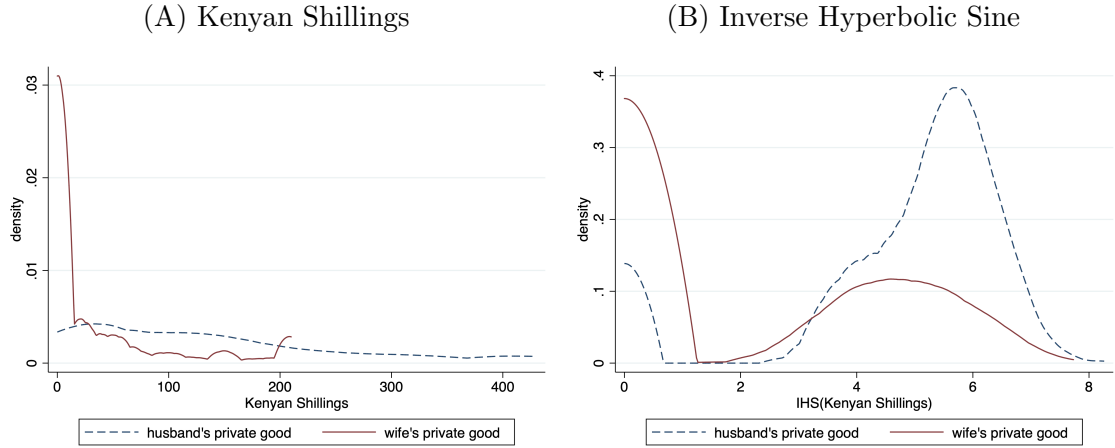 (A) Kenyan Shillings
density
0
.01
.02
.03
0 100 200 300 400
Kenyan Shillings
husband's private good wife's private good
(B) Inverse Hyperbolic Sine
density
0
.1
.2
.3
.4
0 2 4 6 8
IHS(Kenyan Shillings)
husband's private good wife's private good